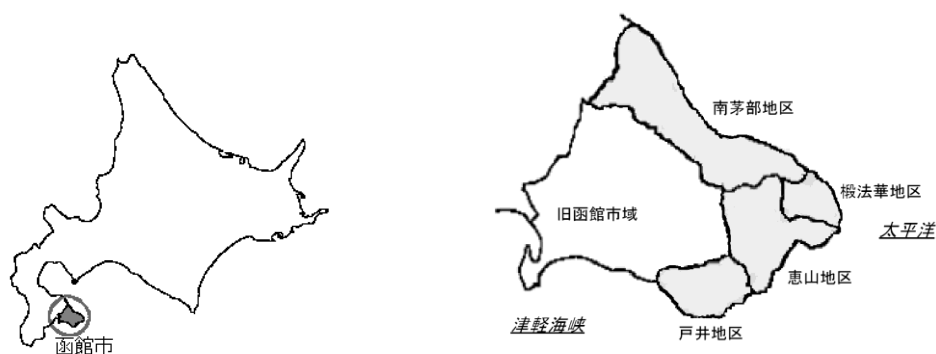 函館市
南茅部地区
椴法華地区
旧函館市域
太平洋
恵山地区
津軽海峡
戸井地区